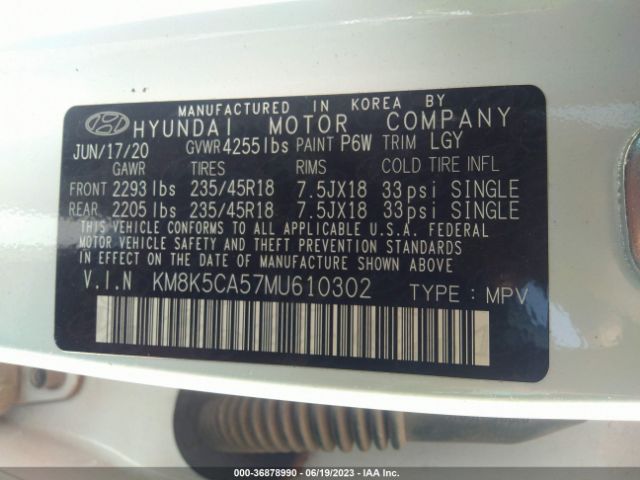 MANUFACTURED IN KOREA BY
HYUNDAI MOTOR COMPANY
JUN/17/20 GVWR 4255lbs PAINT P6W TRIM LGY
GAWR TIRES RIMS COLD TIRE INFL
FRONT 2293 lbs 235/45R18 7.5JX18 33psi SINGLE
REAR 2205 lbs 235/45R18 7.5JX18 33psi SINGLE
THIS VEHICLE CONFORMS TO ALL APPLICABLE U.S.A. FEDERAL
MOTOR VEHICLE SAFETY AND THEFT PREVENTION STANDARDS
IN EFFECT ON THE DATE OF MANUFACTURE SHOWN ABOVE
V.I.N KM8K5CA57MU610302 TYPE : MPV
000-36878990 - 06/19/2023 - IAA Inc.